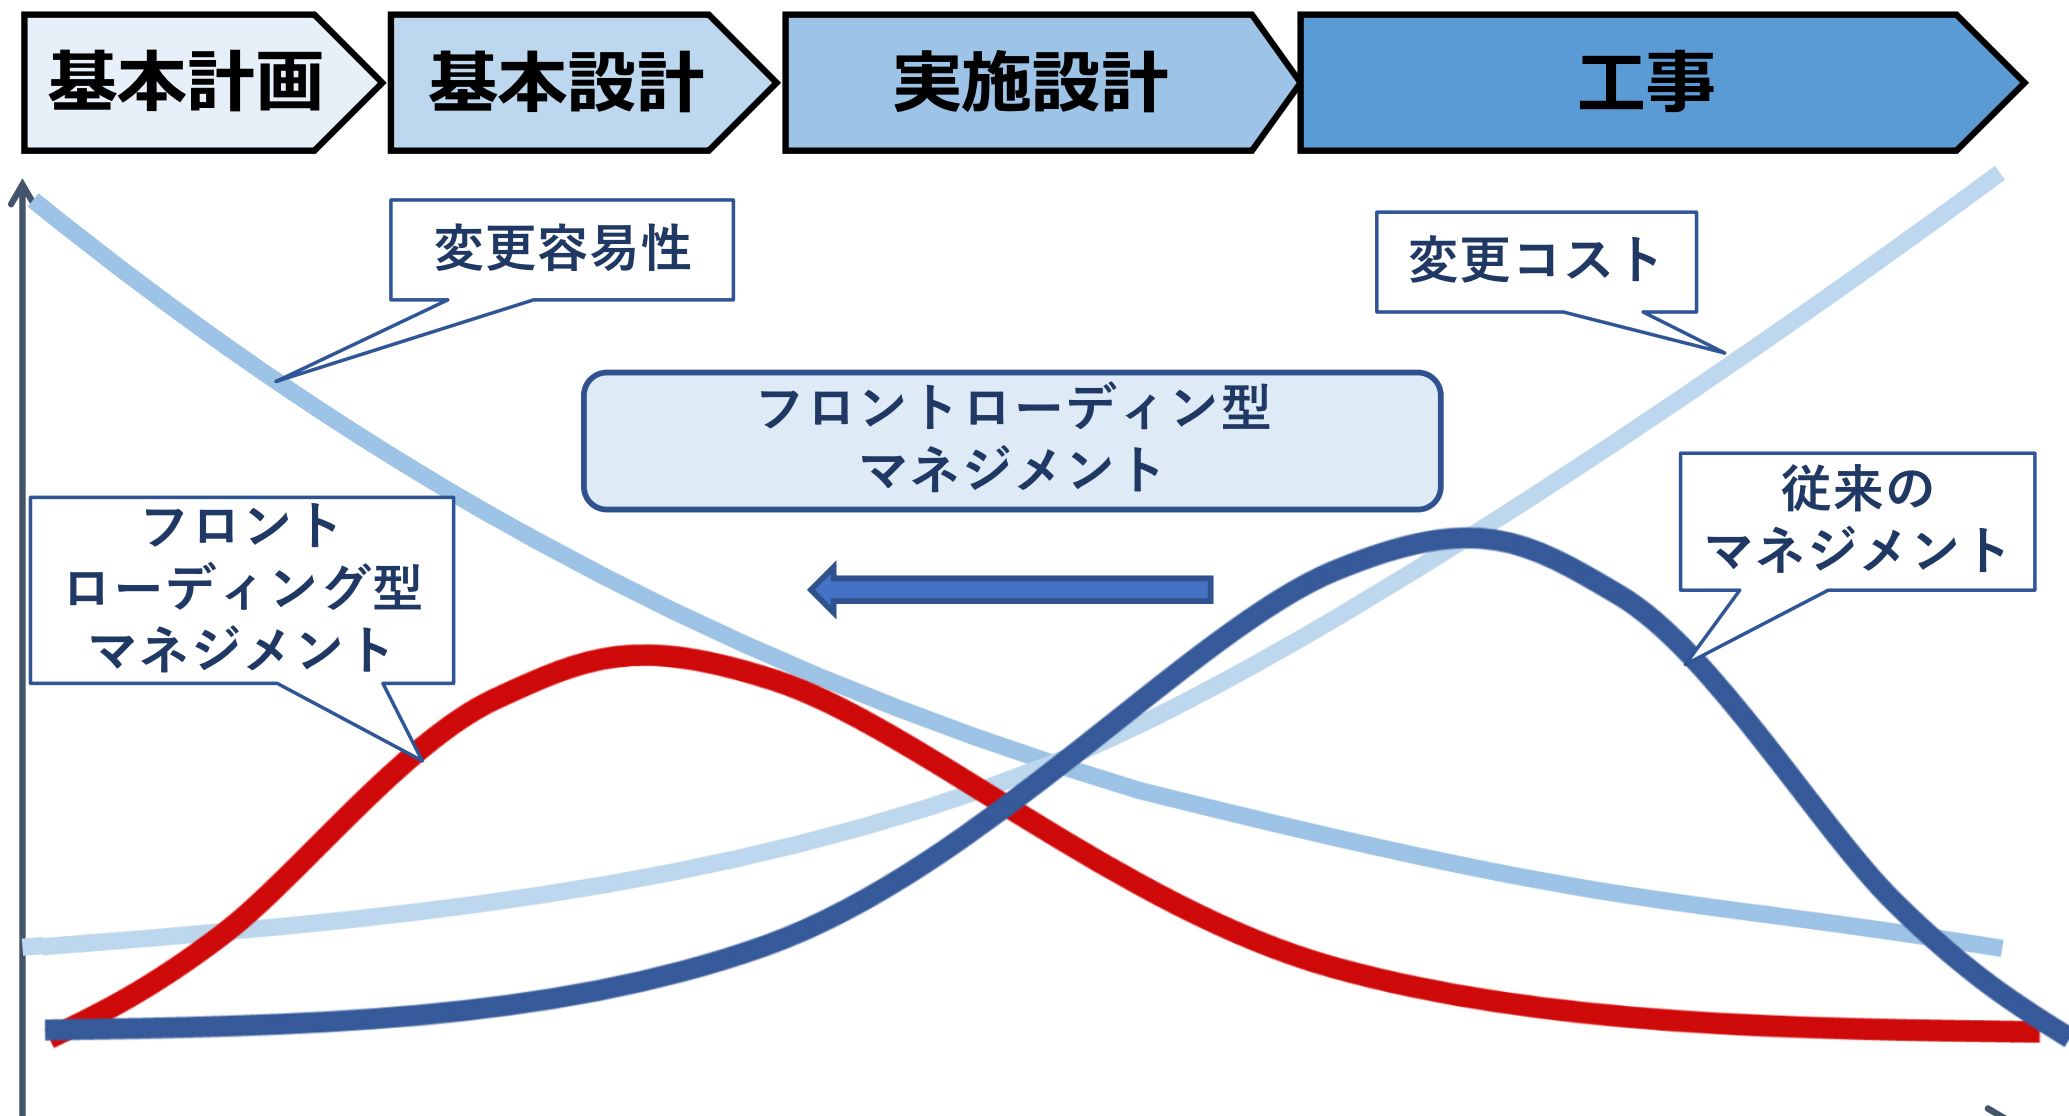 基本計画
基本設計
実施設計
工事
変更容易性
変更コスト
フロントローディン型
マネジメント
従来の
マネジメント
フロント
ローディング型
マネジメント